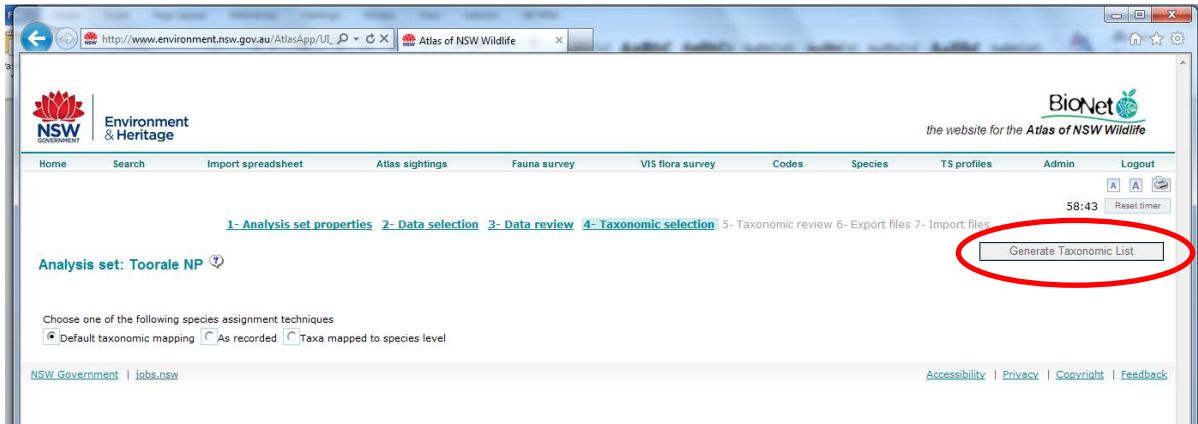 http://www.environment.nsw.gov.au/AtlasApp/UI_
Atlas of NSW Wildlife
NSW
GOVERNMENT
Environment
& Heritage
BioNet
the website for the Atlas of NSW Wildlife
Home Search Import spreadsheet Atlas sightings Fauna survey VIS flora survey Codes Species TS profiles Admin Logout
A A
58:43 Reset timer
1- Analysis set properties 2- Data selection 3- Data review 4- Taxonomic selection 5- Taxonomic review 6- Export files 7- Import files
Generate Taxonomic List
Analysis set: Toorale NP
Choose one of the following species assignment techniques
Default taxonomic mapping As recorded Taxa mapped to species level
NSW Government | jobs.nsw Accessibility | Privacy | Copyright | Feedback